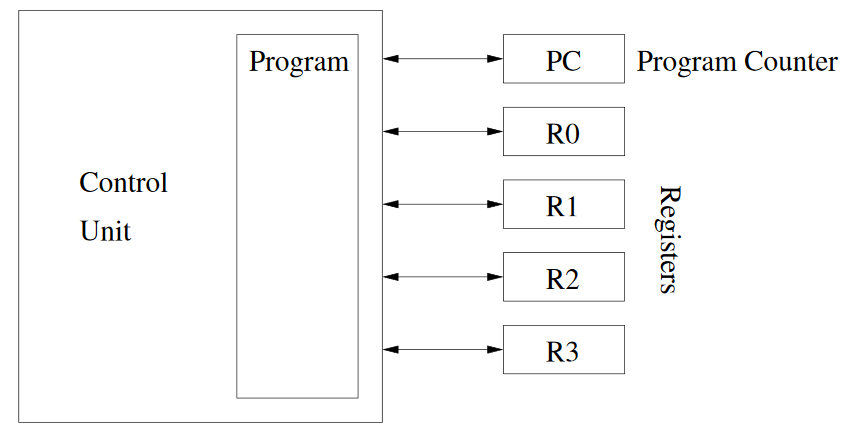 Program
Control
Unit
PC
Program Counter
R0
R1
R2
R3
Registers